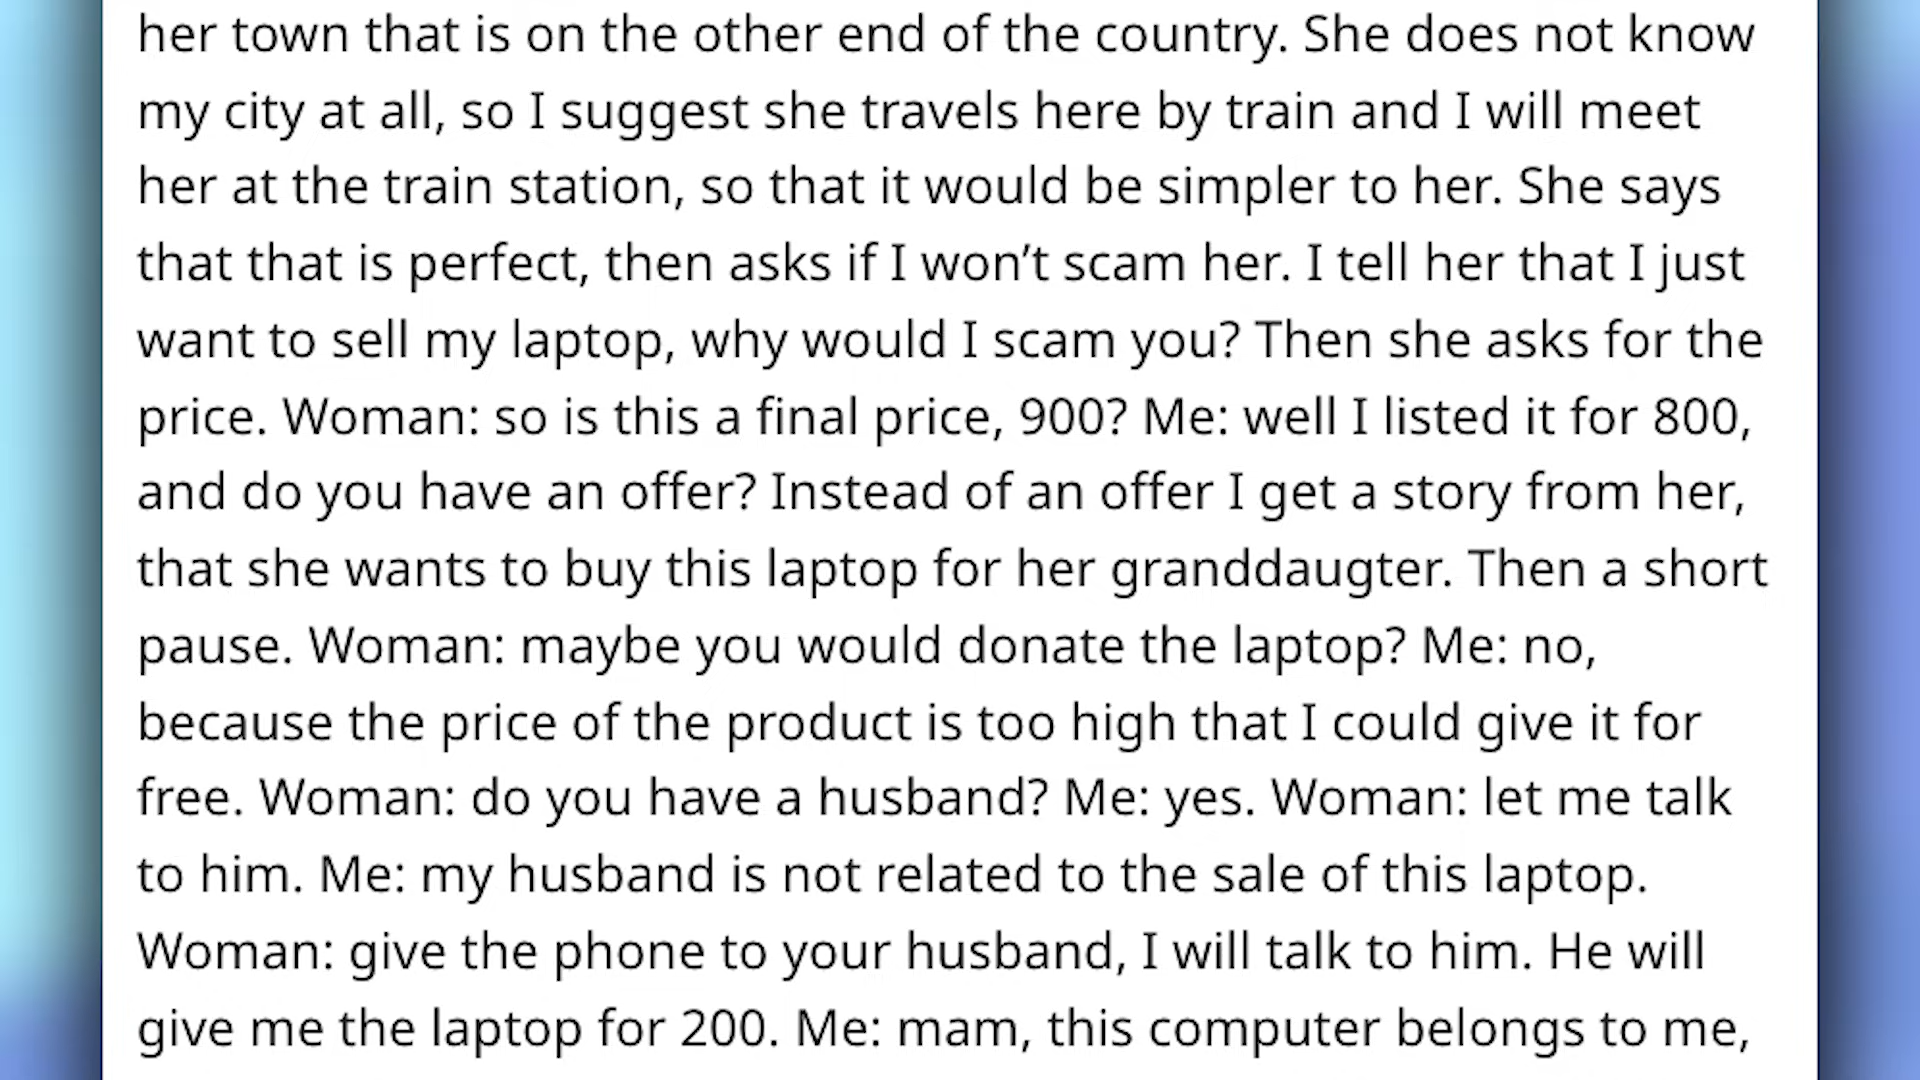 her town that is on the other end of the country. She does not know
my city at all, so I suggest she travels here by train and I will meet
her at the train station, so that it would be simpler to her. She says
that that is perfect, then asks if I won’t scam her. I tell her that I just
want to sell my laptop, why would I scam you? Then she asks for the
price. Woman: so is this a final price, 900? Me: well I listed it for 800,
and do you have an offer? Instead of an offer I get a story from her,
that she wants to buy this laptop for her granddaugter. Then a short
pause. Woman: maybe you would donate the laptop? Me: no,
because the price of the product is too high that I could give it for
free. Woman: do you have a husband? Me: yes. Woman: let me talk
to him. Me: my husband is not related to the sale of this laptop.
Woman: give the phone to your husband, I will talk to him. He will
give me the laptop for 200. Me: mam, this computer belongs to me,